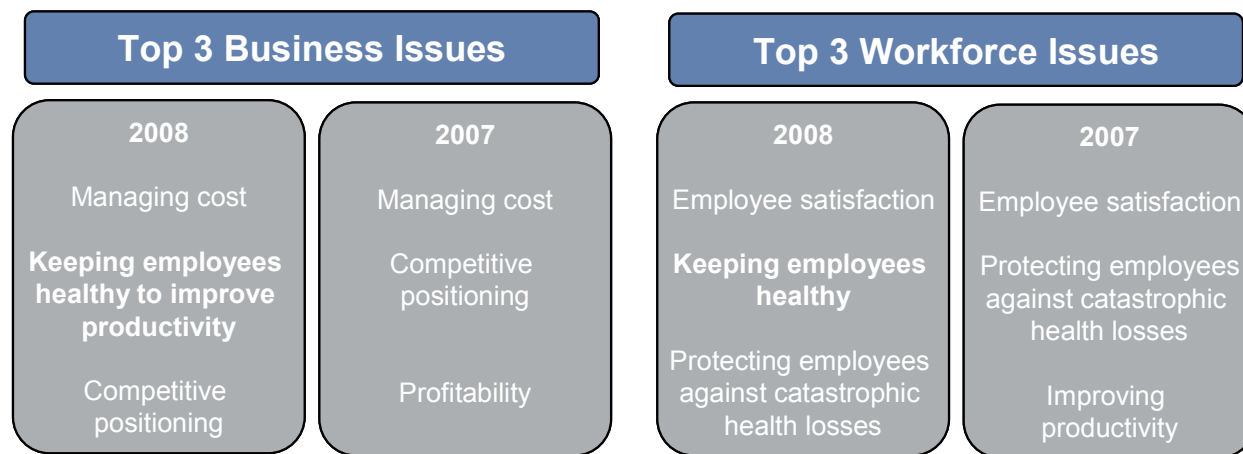 Top 3 Business Issues
2008
Managing cost
Keeping employees
healthy to improve
productivity
Competitive
positioning
2007
Managing cost
Competitive
positioning
Profitability
Top 3 Workforce Issues
2008
Employee satisfaction
Keeping employees
healthy
Protecting employees
against catastrophic
health losses
2007
Employee satisfaction
Protecting employees
against catastrophic
health losses
Improving
productivity